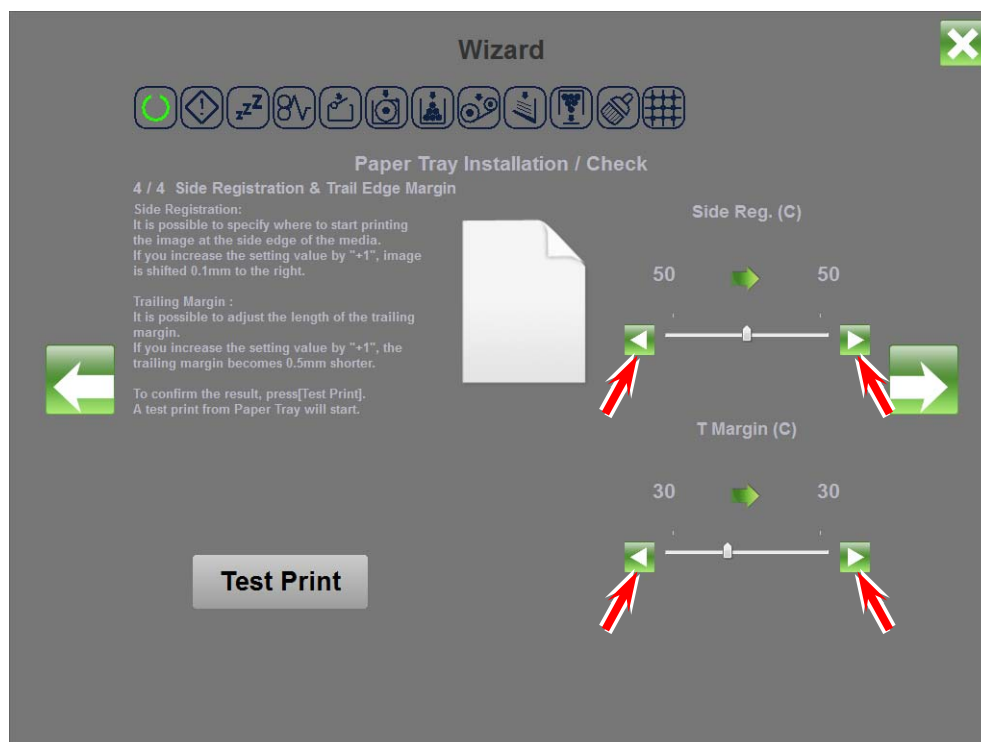 Wizard
zzZ
Paper Tray Installation / Check
4 / 4 Side Registration & Trail Edge Margin
Side Registration:
It is possible to specify where to start printing
the image at the side edge of the media.
If you increase the setting value by "+1", image
is shifted 0.1mm to the right.
Trailing Margin :
It is possible to adjust the length of the trailing
margin.
If you increase the setting value by "+1", the
trailing margin becomes 0.5mm shorter.
To confirm the result, press[Test Print].
A test print from Paper Tray will start.
Side Reg. (C)
50 50
T Margin (C)
30 30
Test Print